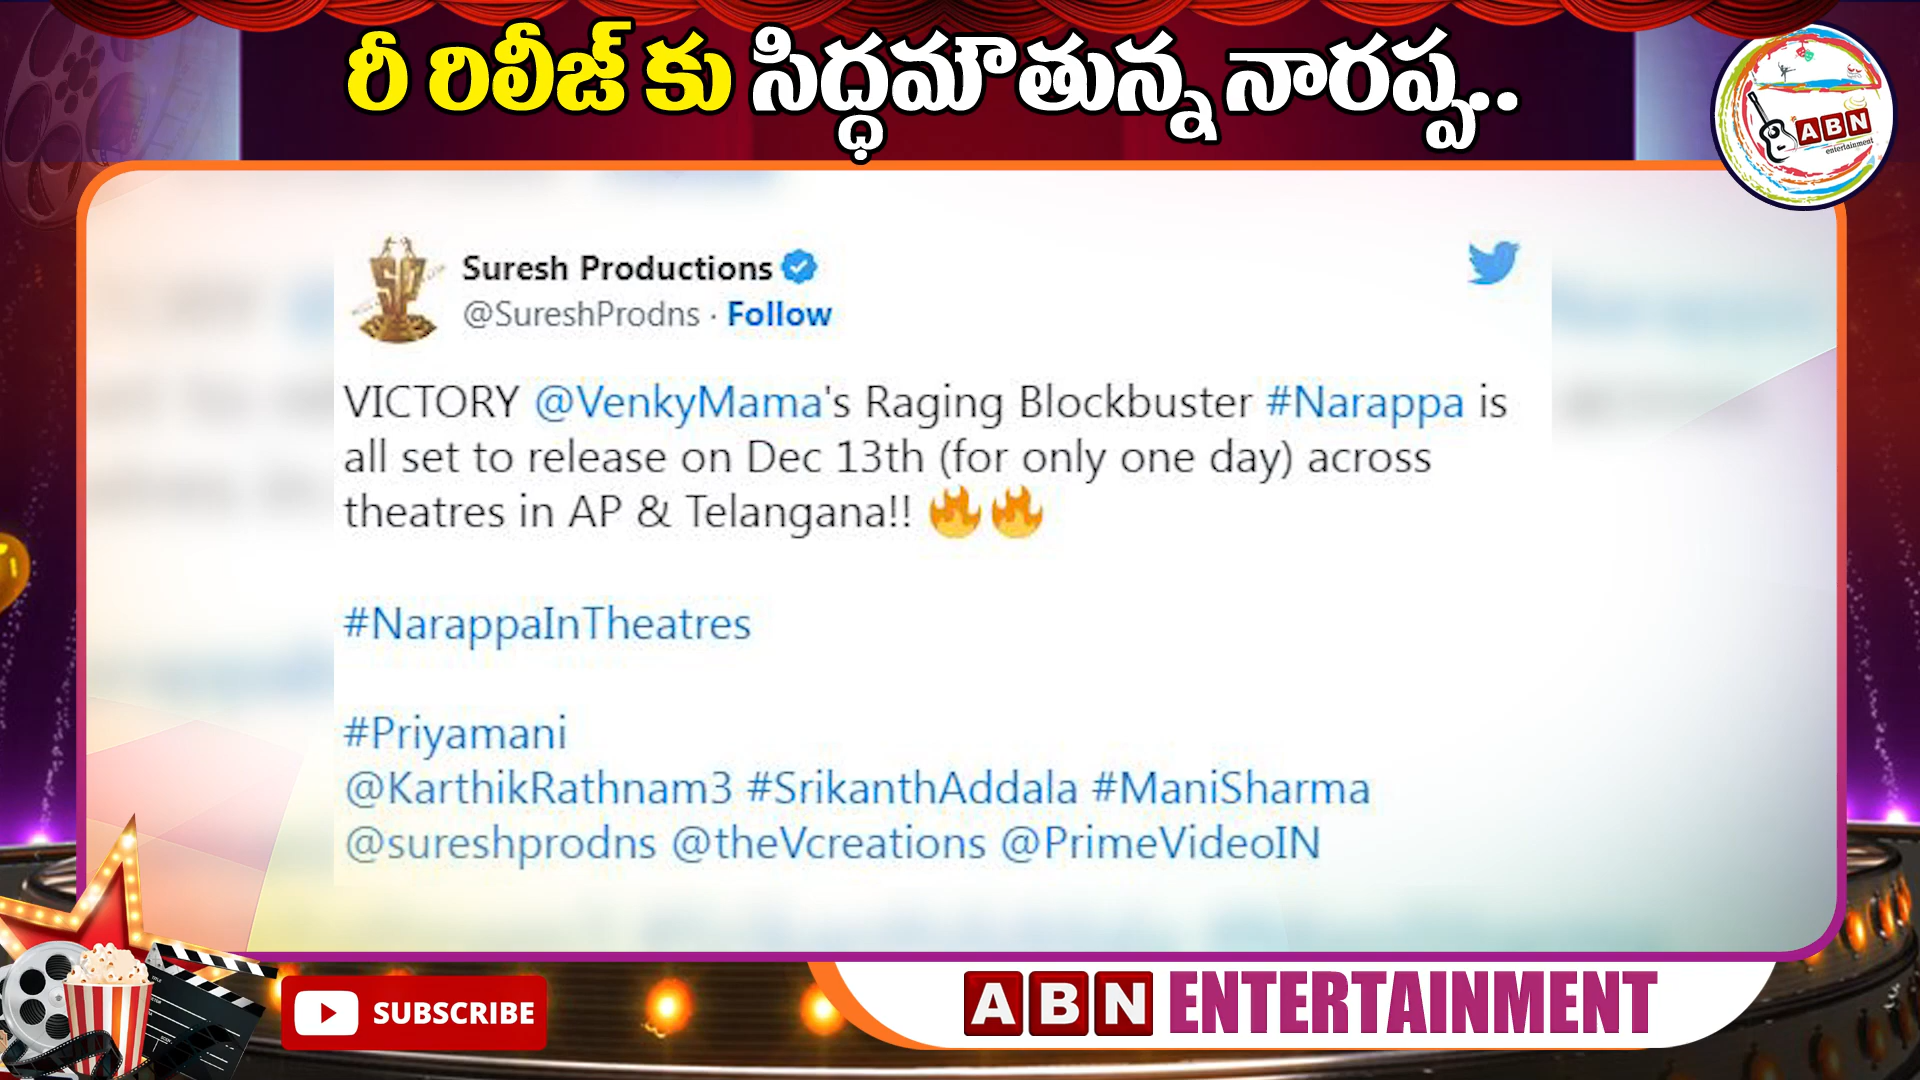 రీ రిలీజ్ కు సిద్ధమౌతున్న నారప్ప..
ABN
entertainment
Suresh Productions
@SureshProdns · Follow
VICTORY @VenkyMama's Raging Blockbuster #Narappa is
all set to release on Dec 13th (for only one day) across
theatres in AP & Telangana!! 🔥🔥
#NarappaInTheatres
#Priyamani
@KarthikRathnam3 #SrikanthAddala #ManiSharma
@sureshprodns @theVcreations @PrimeVideoIN
SUBSCRIBE
ABN ENTERTAINMENT